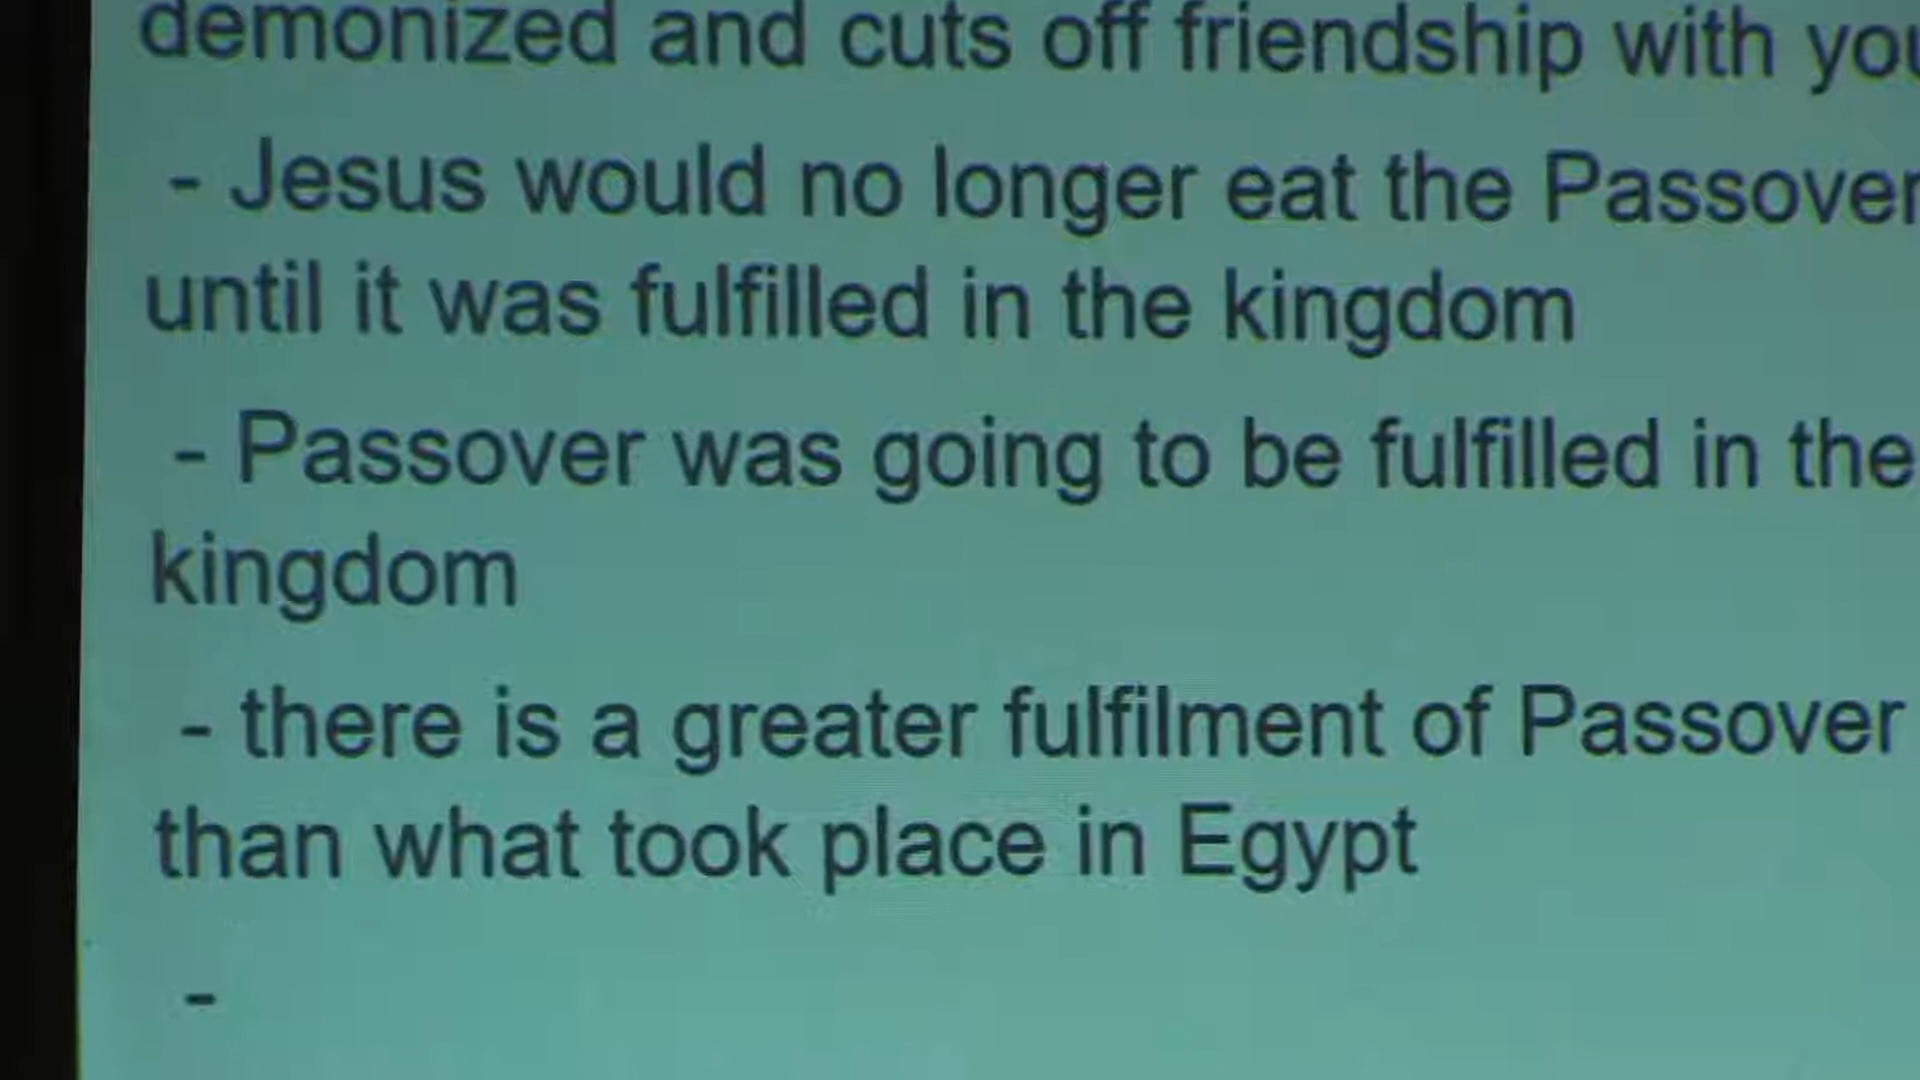 demonized and cuts off friendship with you
- Jesus would no longer eat the Passover
until it was fulfilled in the kingdom
- Passover was going to be fulfilled in the
kingdom
- there is a greater fulfilment of Passover
than what took place in Egypt
-